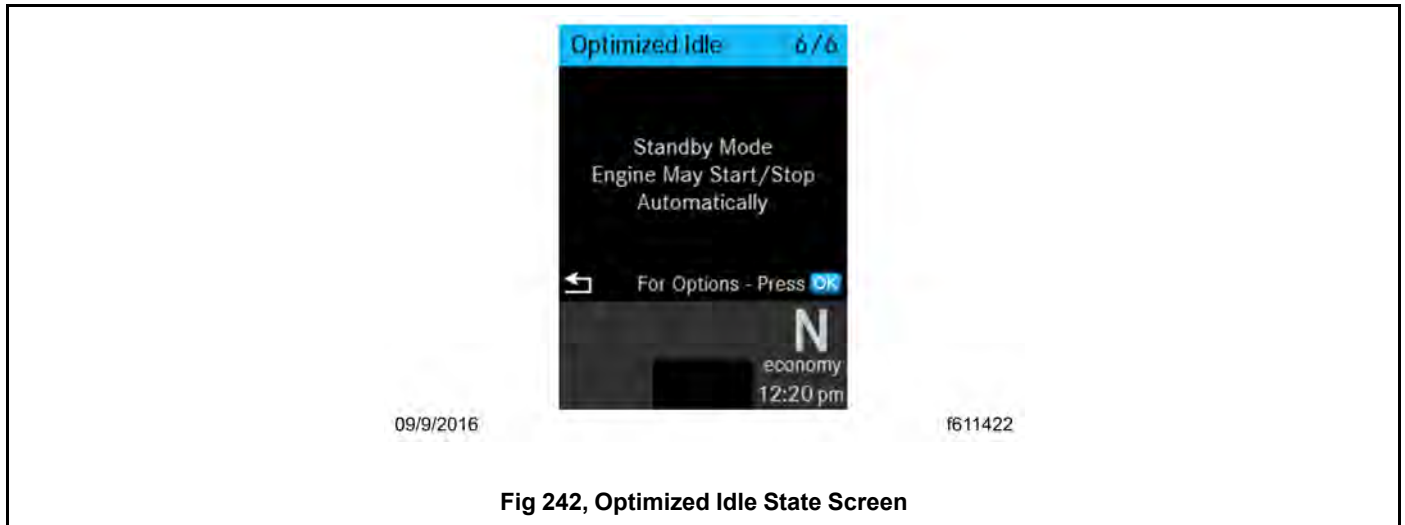 Optimized Idle 6/6
Standby Mode
Engine May Start/Stop
Automatically
For Options - Press OK
N
economy
12:20 pm
09/9/2016 f611422
Fig 242, Optimized Idle State Screen